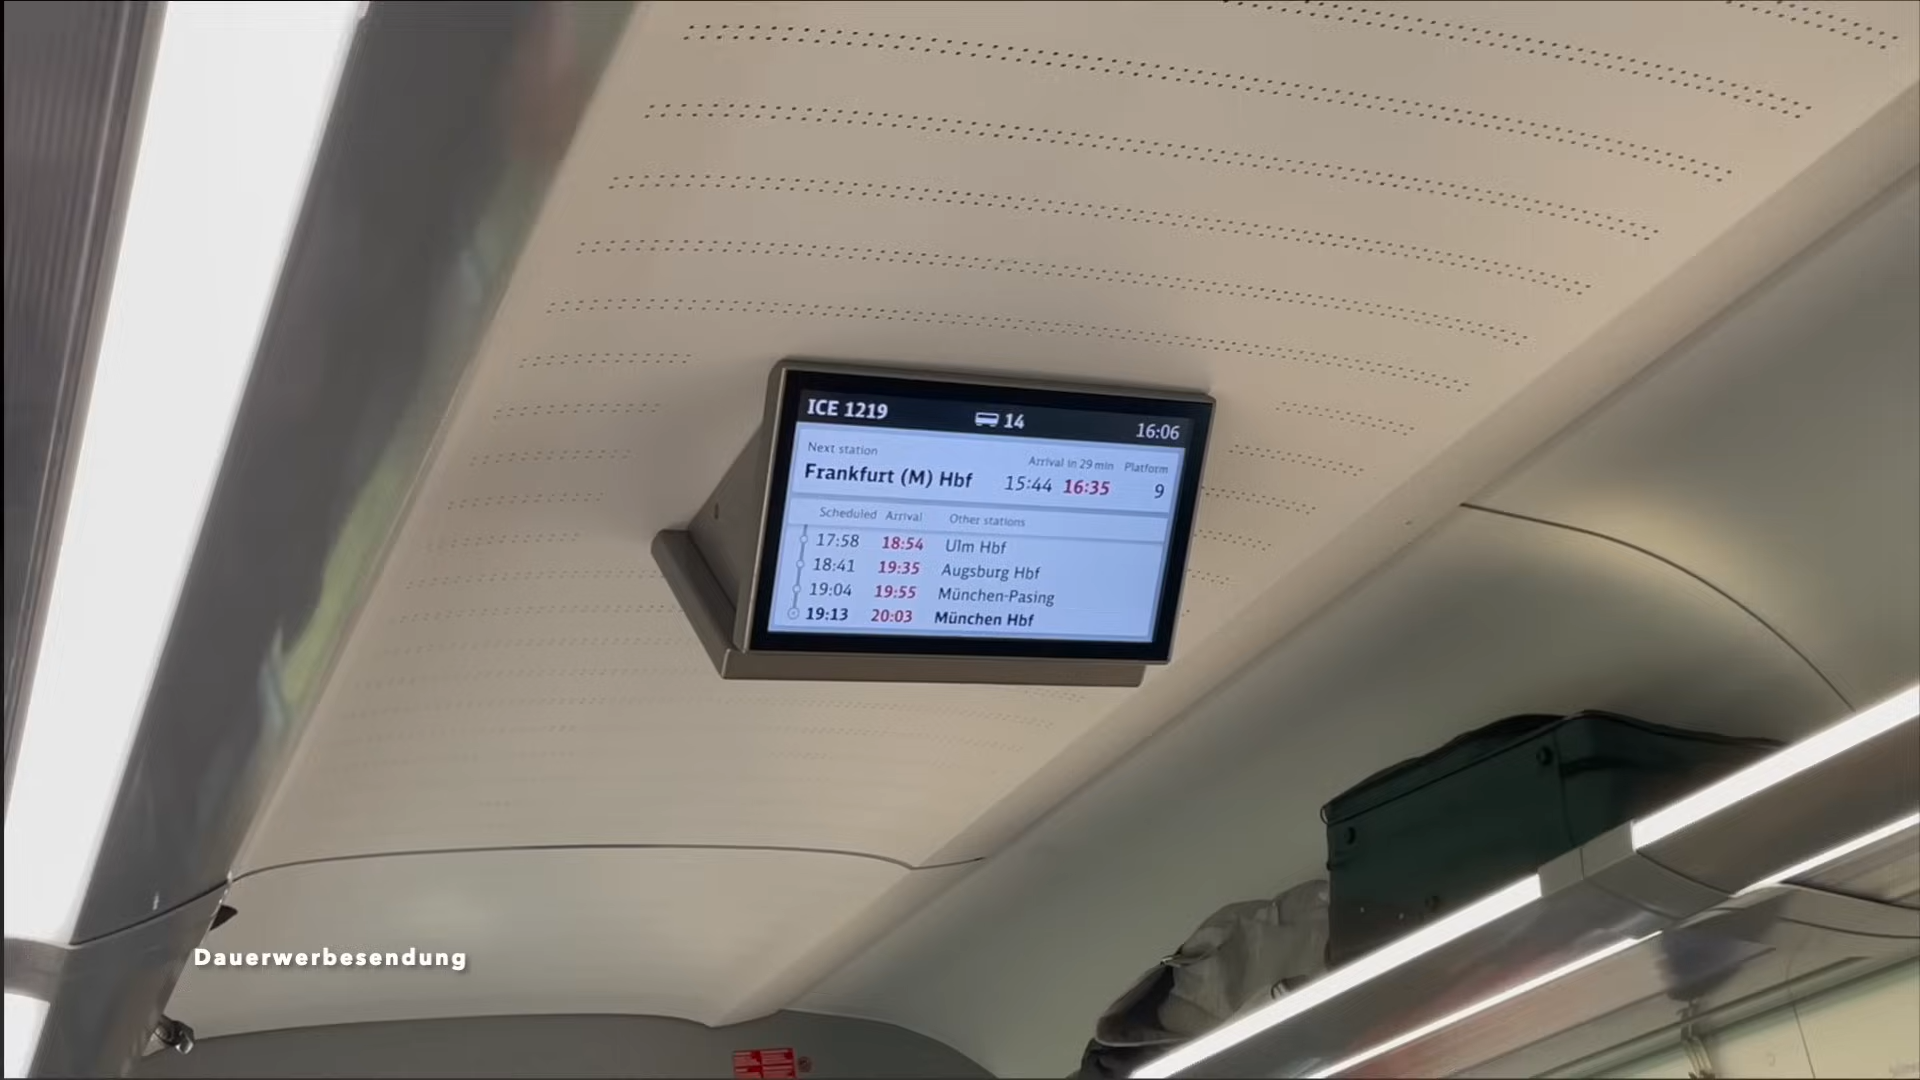 ICE 1219 14 16:06
Next station Arrival in 29 min Platform
Frankfurt (M) Hbf 15:44 16:35 9
Scheduled Arrival Other stations
17:58 18:54 Ulm Hbf
18:41 19:35 Augsburg Hbf
19:04 19:55 München-Pasing
19:13 20:03 München Hbf
Dauerwerbesendung